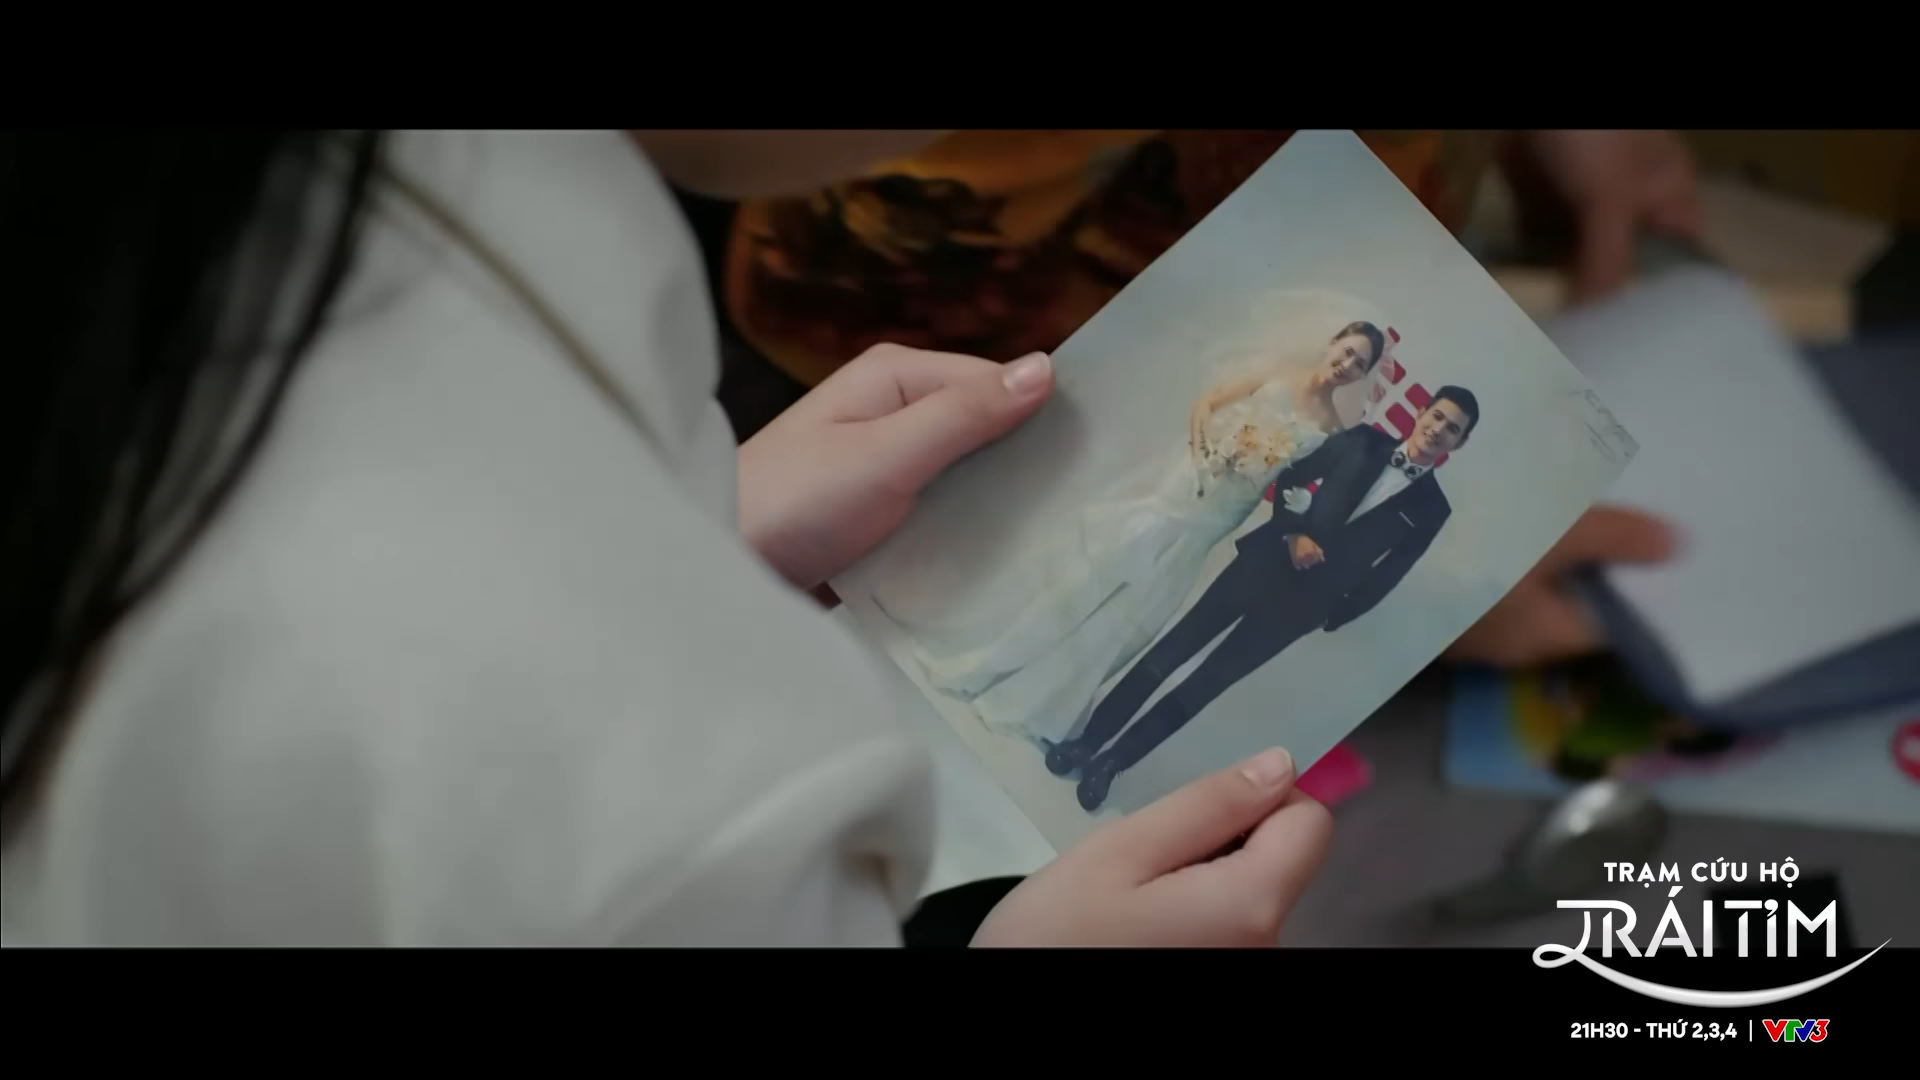 TRẠM CỨU HỘ
TRÁI TIM
21H30 - THỨ 2,3,4 | VTV3